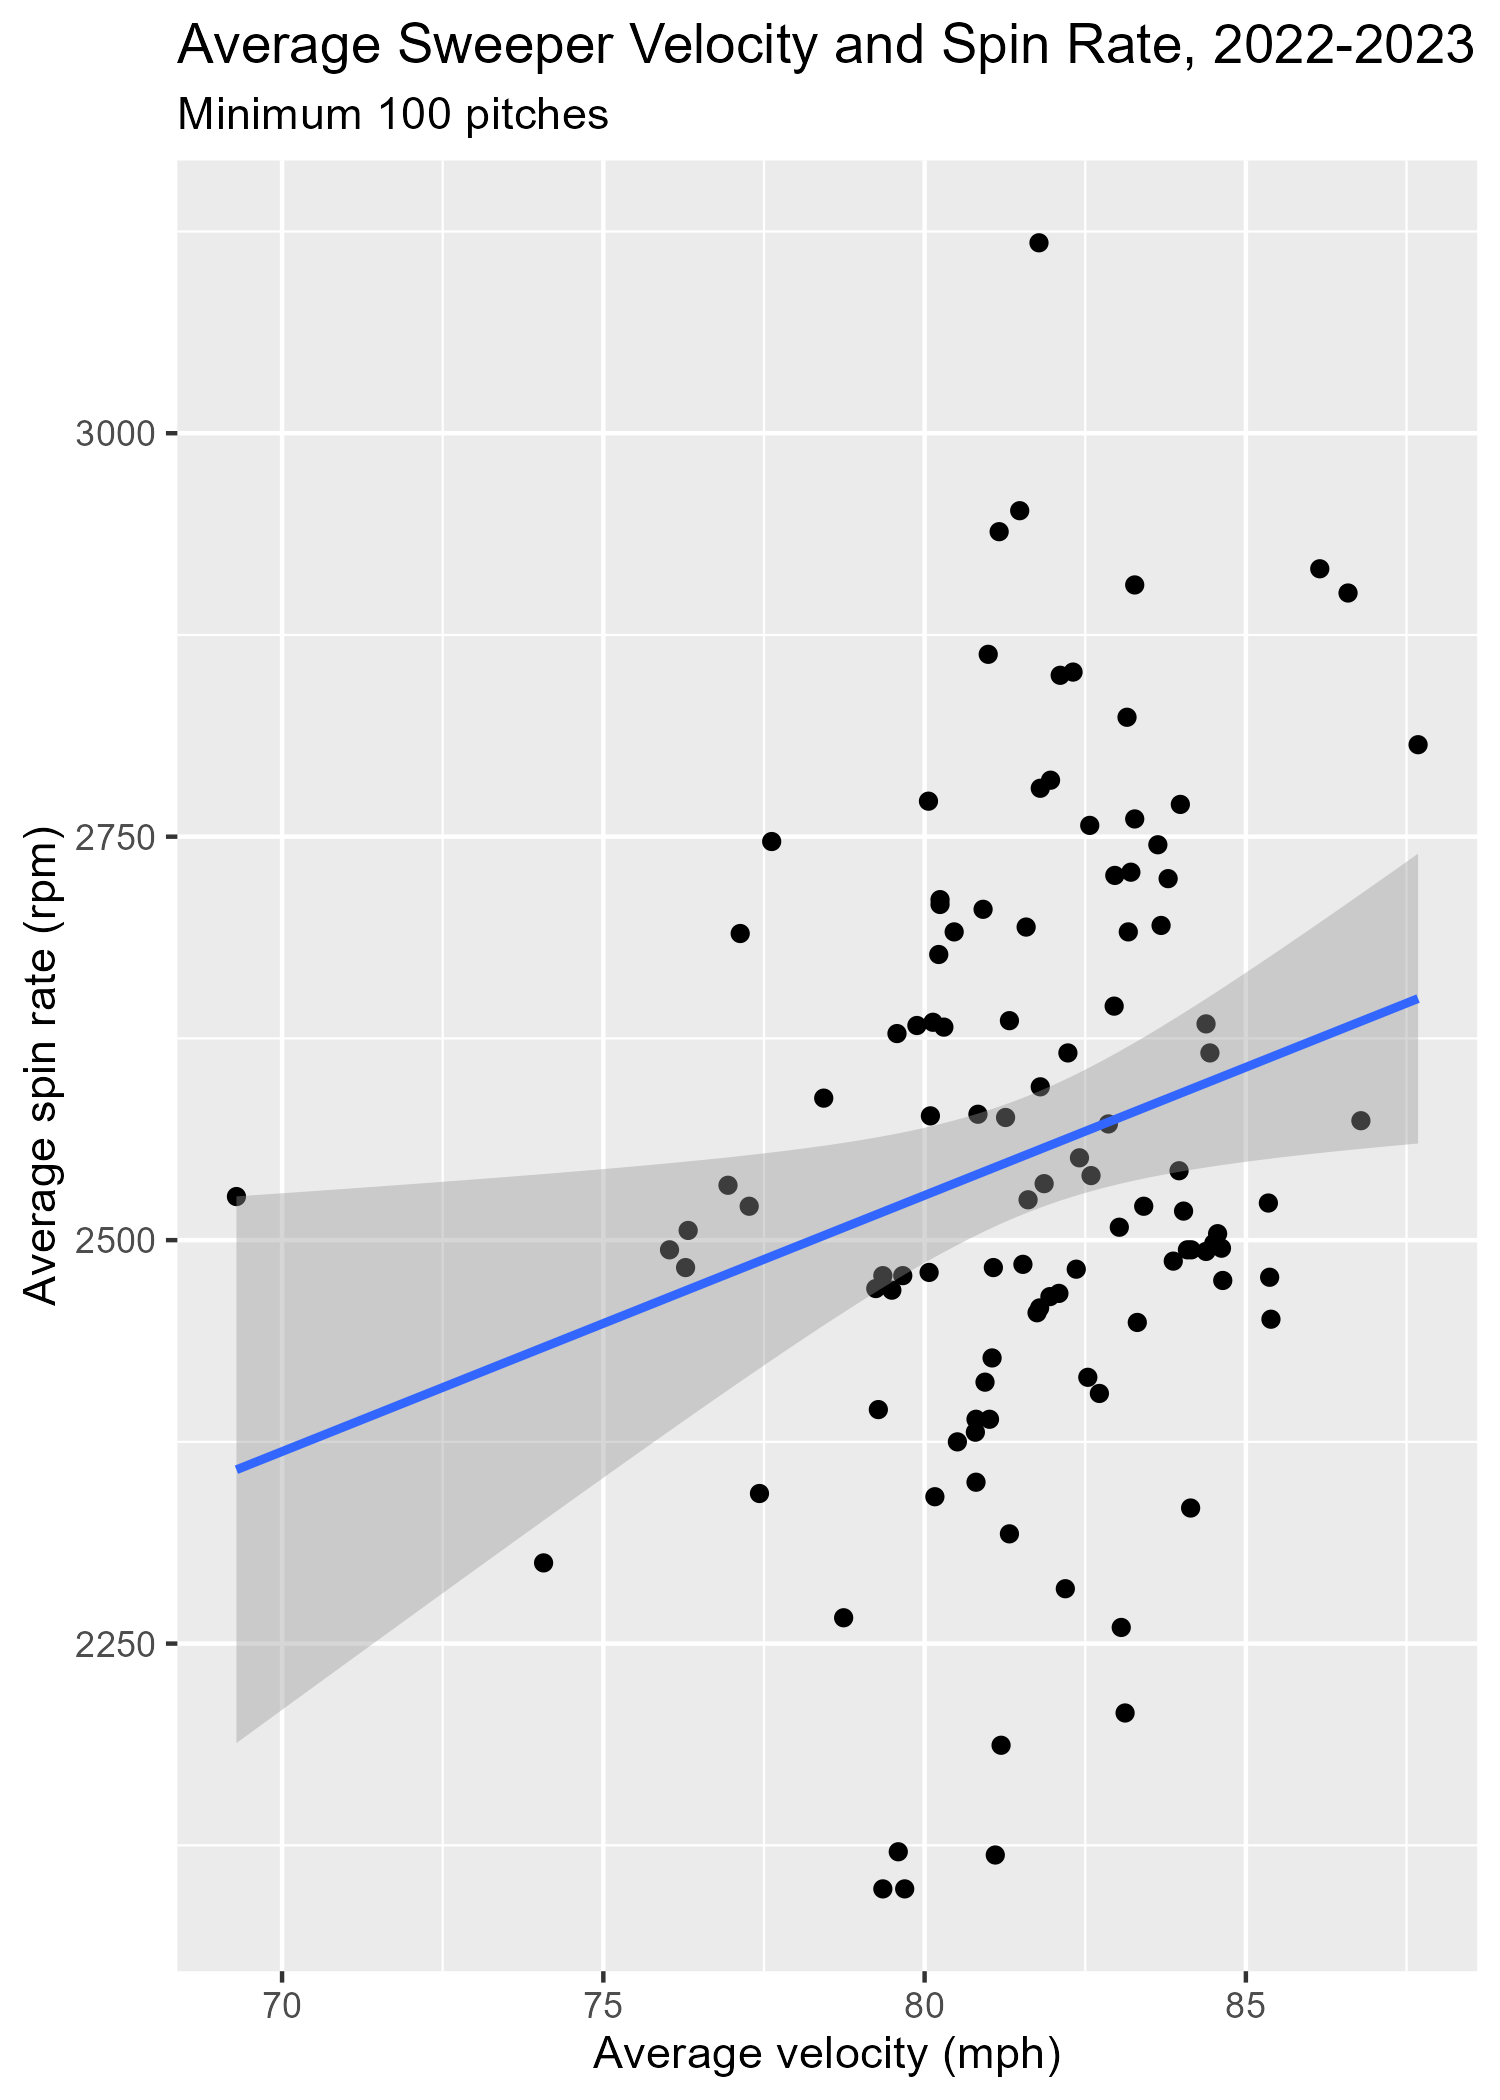 Average Sweeper Velocity and Spin Rate, 2022-2023
Minimum 100 pitches
Average spin rate (rpm)
3000
2750
2500
2250
70 75 80 85
Average velocity (mph)